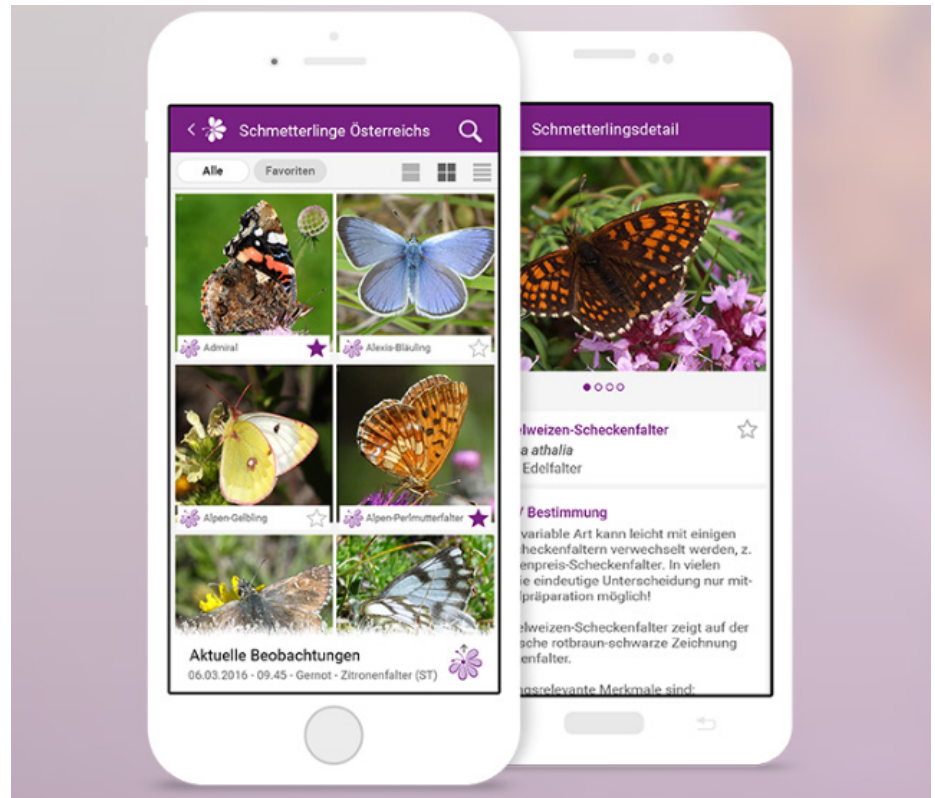 Schmetterlinge Österreichs
Alle
Favoriten
Admiral
Alexis-Bläuling
Alpen-Gelbling
Alpen-Perlmutterfalter
Aktuelle Beobachtungen
06.03.2016 - 09.45 - Gernot - Zitronenfalter (ST)
Schmetterlingsdetail
lweizen-Scheckenfalter
a athalia
Edelfalter
/ Bestimmung
variable Art kann leicht mit einigen
checkenfaltern verwechselt werden, z.
enpreis-Scheckenfalter. In vielen
ie eindeutige Unterscheidung nur mit-
lpräparation möglich!
elweizen-Scheckenfalter zeigt auf der
sche rotbraun-schwarze Zeichnung
enfalter.
ngsrelevante Merkmale sind: